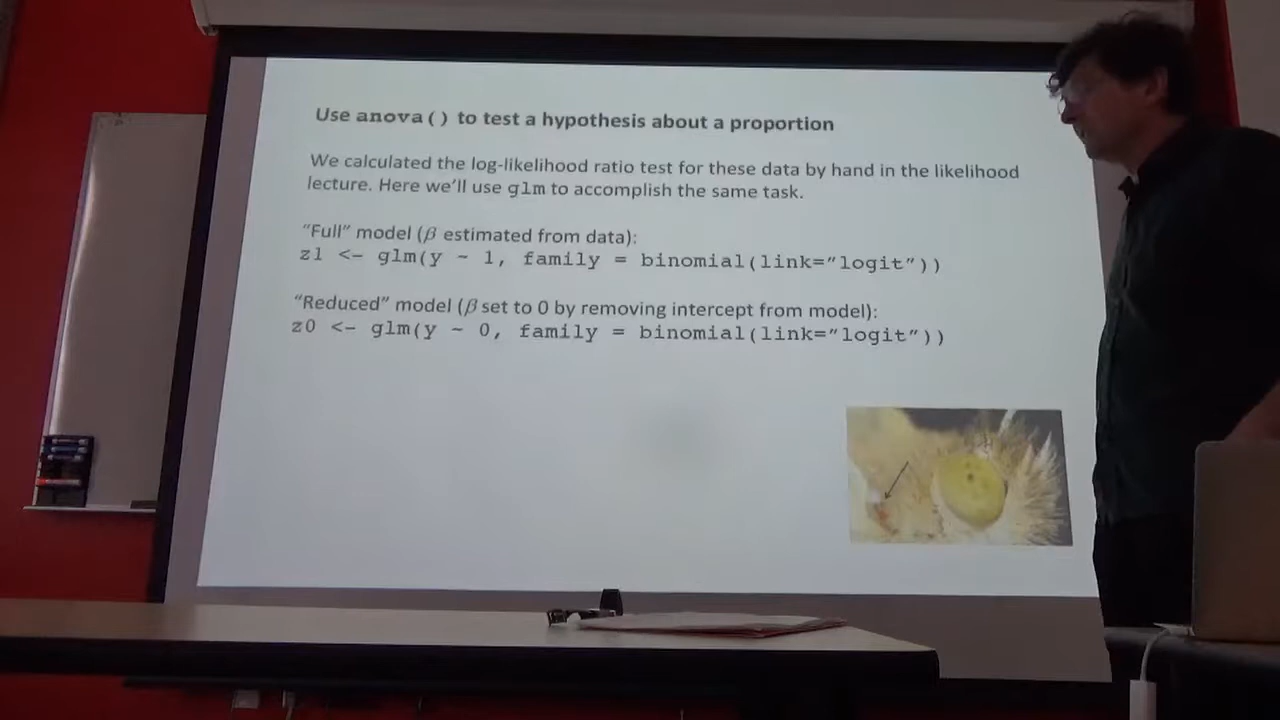 Use anova() to test a hypothesis about a proportion
We calculated the log-likelihood ratio test for these data by hand in the likelihood
lecture. Here we’ll use glm to accomplish the same task.
“Full” model (β estimated from data):
z1 <- glm(y ~ 1, family = binomial(link=”logit”))
“Reduced” model (β set to 0 by removing intercept from model):
z0 <- glm(y ~ 0, family = binomial(link=”logit”))